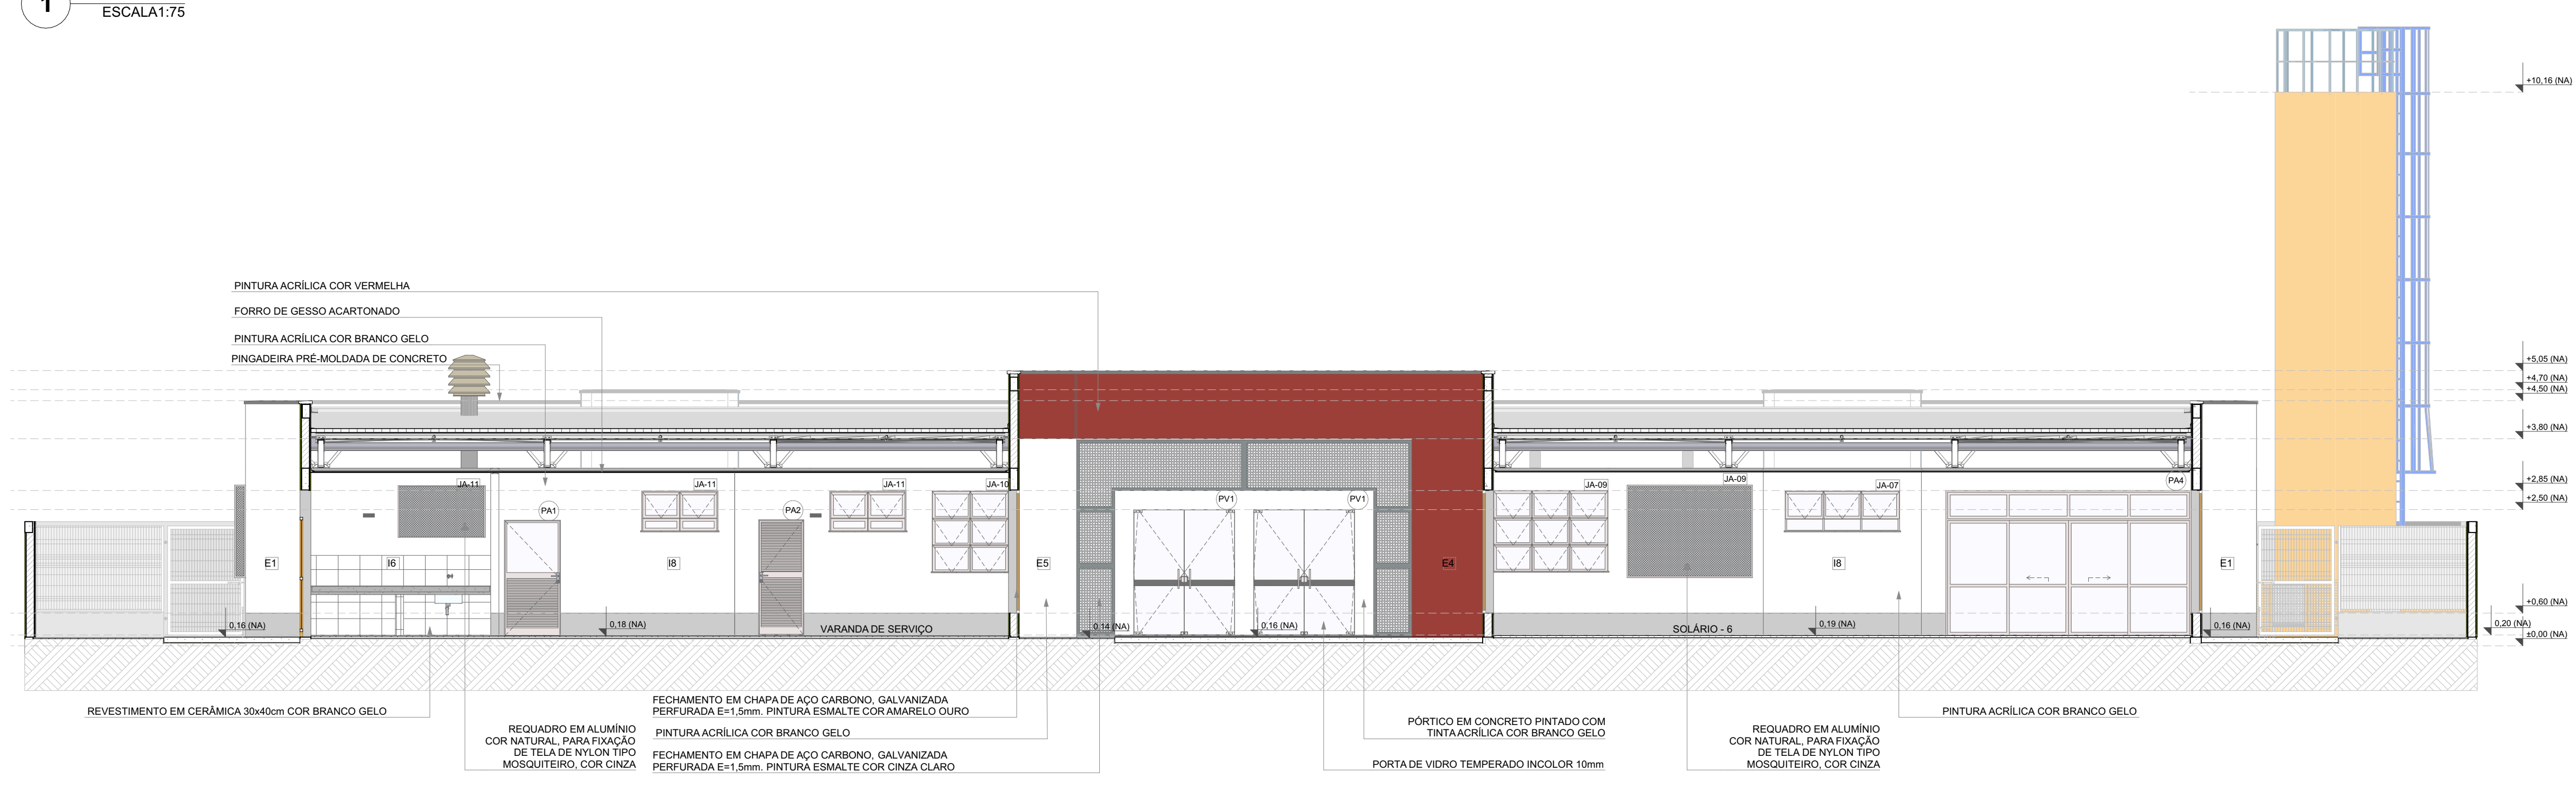 1
ESCALA1:75
+10,16 (NA)
PINTURA ACRÍLICA COR VERMELHA
FORRO DE GESSO ACARTONADO
PINTURA ACRÍLICA COR BRANCO GELO
PINGADEIRA PRÉ-MOLDADA DE CONCRETO
+5,05 (NA)
+4,70 (NA)
+4,50 (NA)
+3,80 (NA)
+2,85 (NA)
+2,50 (NA)
+0,60 (NA)
0,20 (NA)
±0,00 (NA)
JA-11
JA-11
JA-11
JA-10
JA-09
JA-09
JA-07
PA4
PA1
PA2
PV1
PV1
E1
I6
I8
E5
E4
I8
E1
0,16 (NA)
0,18 (NA)
VARANDA DE SERVIÇO
0,14 (NA)
0,16 (NA)
SOLÁRIO - 6
0,19 (NA)
0,16 (NA)
REVESTIMENTO EM CERÂMICA 30x40cm COR BRANCO GELO
REQUADRO EM ALUMÍNIO
COR NATURAL, PARA FIXAÇÃO
DE TELA DE NYLON TIPO
MOSQUITEIRO, COR CINZA
FECHAMENTO EM CHAPA DE AÇO CARBONO, GALVANIZADA
PERFURADA E=1,5mm. PINTURA ESMALTE COR AMARELO OURO
PINTURA ACRÍLICA COR BRANCO GELO
FECHAMENTO EM CHAPA DE AÇO CARBONO, GALVANIZADA
PERFURADA E=1,5mm. PINTURA ESMALTE COR CINZA CLARO
PÓRTICO EM CONCRETO PINTADO COM
TINTA ACRÍLICA COR BRANCO GELO
PORTA DE VIDRO TEMPERADO INCOLOR 10mm
REQUADRO EM ALUMÍNIO
COR NATURAL, PARA FIXAÇÃO
DE TELA DE NYLON TIPO
MOSQUITEIRO, COR CINZA
PINTURA ACRÍLICA COR BRANCO GELO